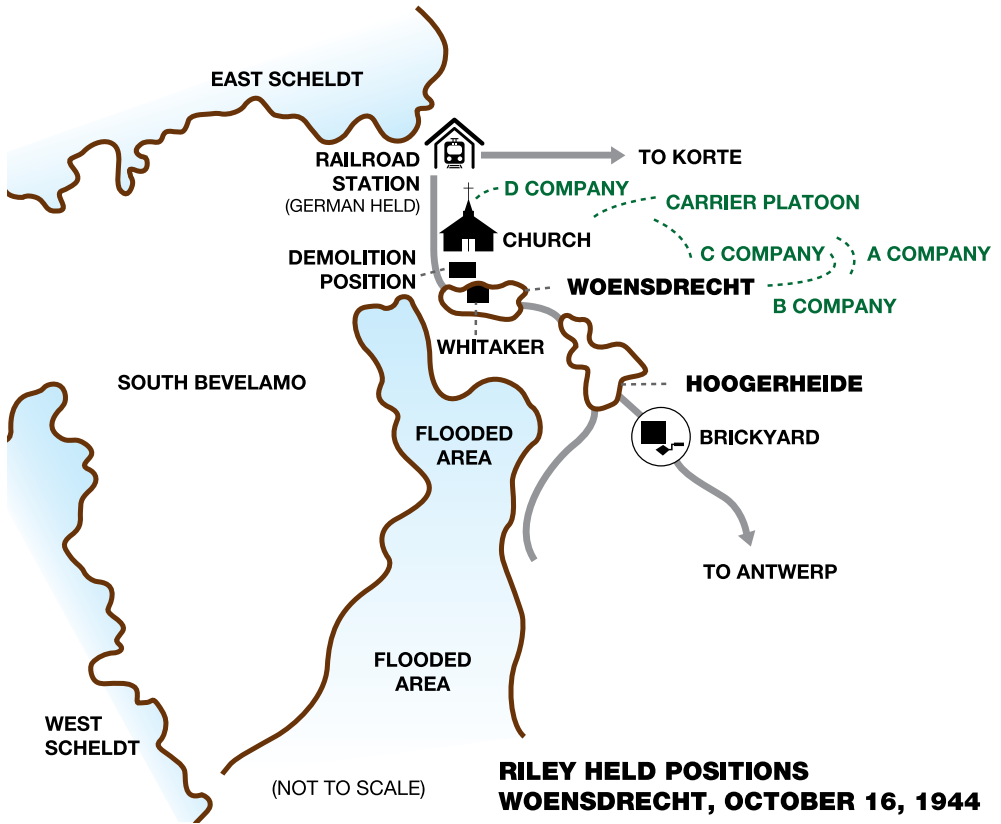 EAST SCHELDT
RAILROAD
STATION
(GERMAN HELD)
TO KORTE
D COMPANY
CARRIER PLATOON
CHURCH
C COMPANY
A COMPANY
DEMOLITION
POSITION
WOENSDRECHT
B COMPANY
WHITAKER
SOUTH BEVELAMO
HOOGERHEIDE
FLOODED
AREA
BRICKYARD
TO ANTWERP
FLOODED
AREA
WEST
SCHELDT
(NOT TO SCALE)
RILEY HELD POSITIONS
WOENSDRECHT, OCTOBER 16, 1944